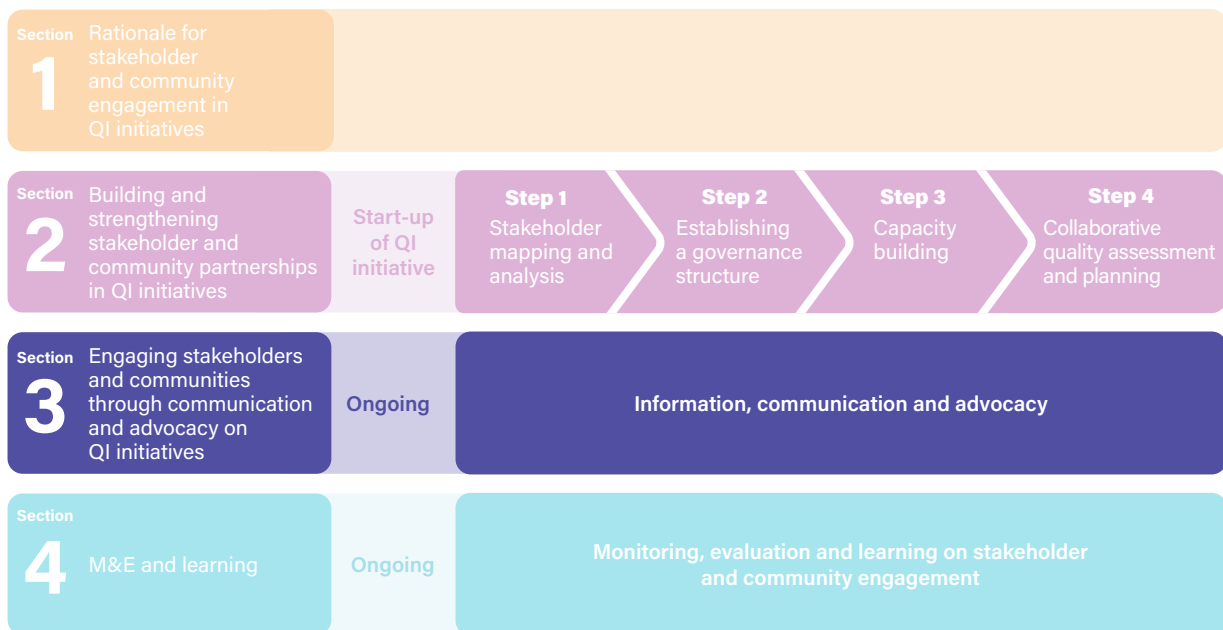 Section
1
Rationale for
stakeholder
and community
engagement in
QI initiatives
Section
2
Building and
strengthening
stakeholder and
community partnerships
in QI initiatives
Start-up
of QI
initiative
Step 1
Stakeholder
mapping and
analysis
Step 2
Establishing
a governance
structure
Step 3
Capacity
building
Step 4
Collaborative
quality assessment
and planning
Section
3
Engaging stakeholders
and communities
through communication
and advocacy on
QI initiatives
Ongoing
Information, communication and advocacy
Section
4
M&E and learning
Ongoing
Monitoring, evaluation and learning on stakeholder
and community engagement